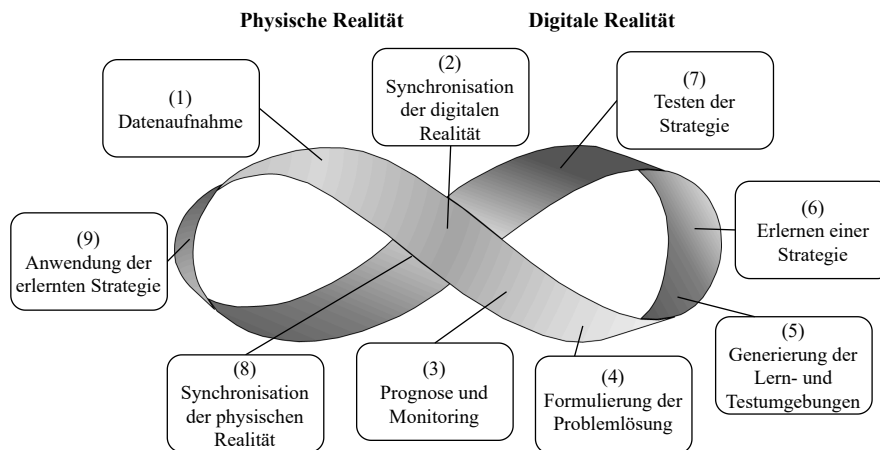 Physische Realität
Digitale Realität
(1)
Datenaufnahme
(2)
Synchronisation
der digitalen
Realität
(7)
Testen der
Strategie
(6)
Erlernen einer
Strategie
(9)
Anwendung der
erlernten Strategie
(8)
Synchronisation
der physischen
Realität
(3)
Prognose und
Monitoring
(4)
Formulierung der
Problemlösung
(5)
Generierung der
Lern- und
Testumgebungen